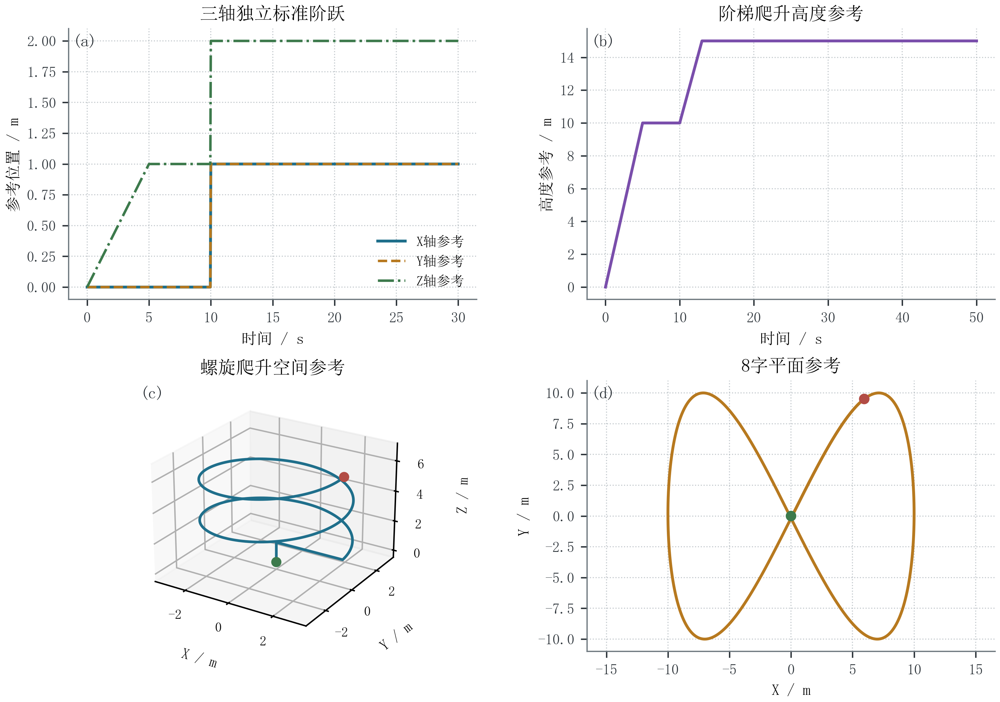 三轴独立标准阶跃
(a)
2.00
1.75
1.50
1.25
1.00
0.75
0.50
0.25
0.00
参考位置 / m
X轴参考
Y轴参考
Z轴参考
0 5 10 15 20 25 30
时间 / s
阶梯爬升高度参考
(b)
14
12
10
8
6
4
2
0
高度参考 / m
0 10 20 30 40 50
时间 / s
螺旋爬升空间参考
(c)
6
4
2
0
Z / m
2
0
−2
Y / m
−2
0
2
X / m
8字平面参考
(d)
10.0
7.5
5.0
2.5
0.0
−2.5
−5.0
−7.5
−10.0
Y / m
−15 −10 −5 0 5 10 15
X / m